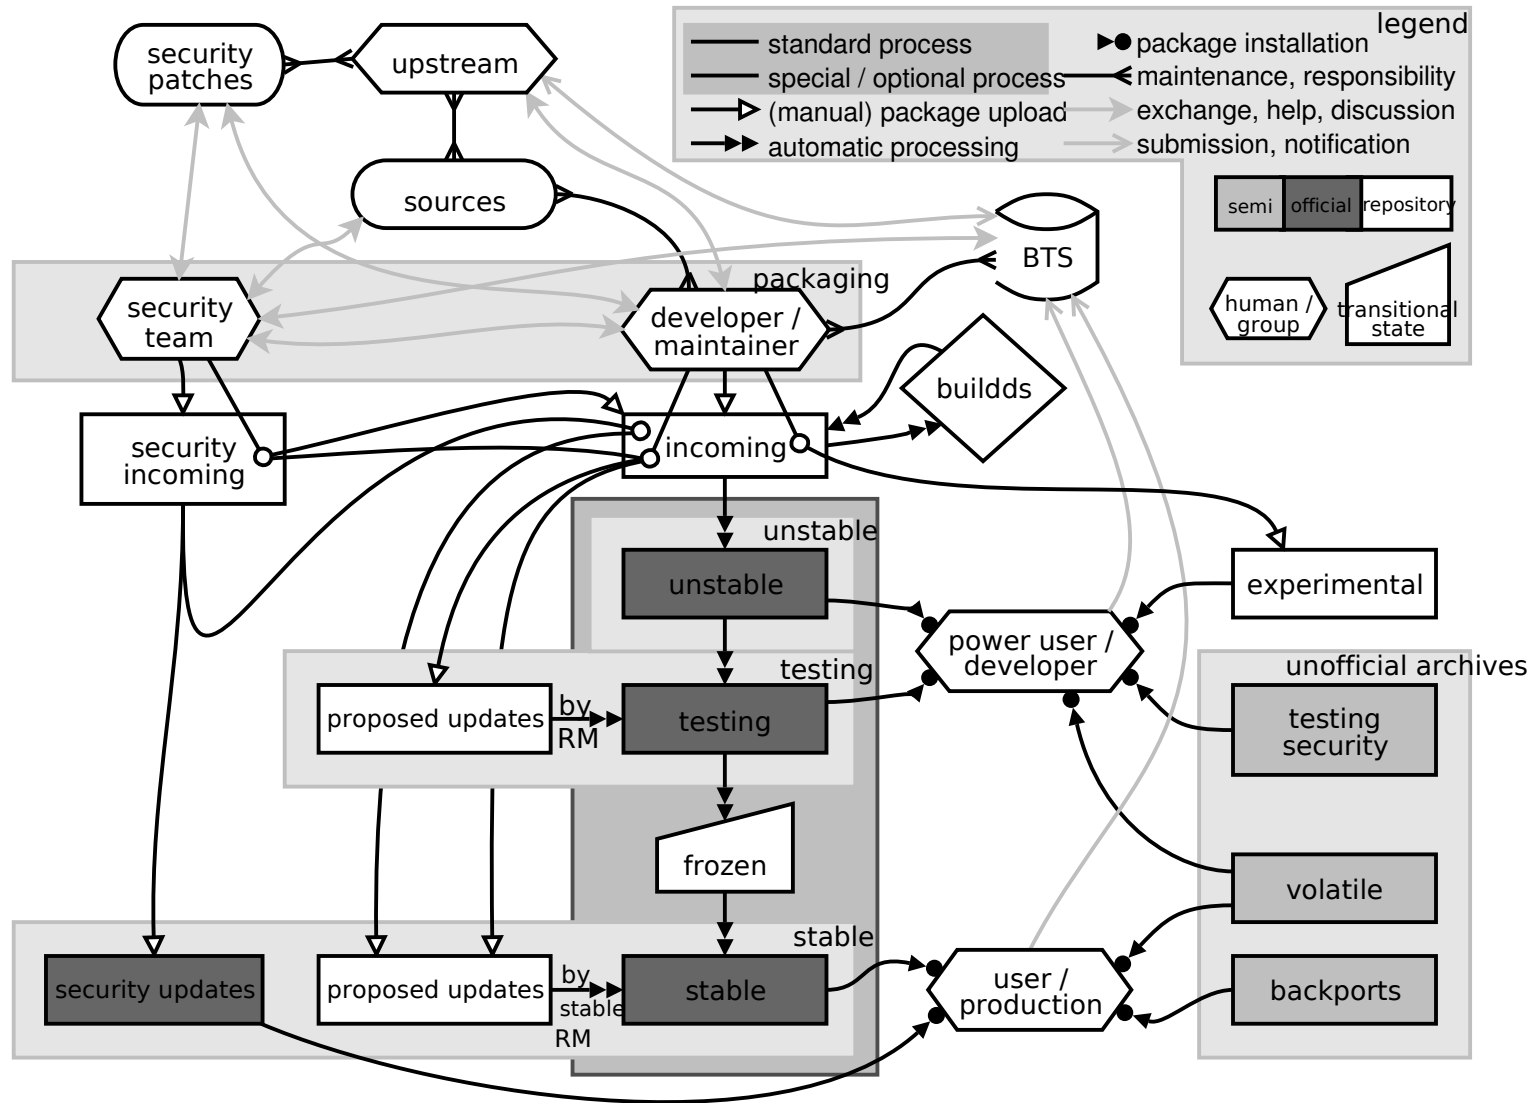 legend
standard process
special / optional process
(manual) package upload
automatic processing
package installation
maintenance, responsibility
exchange, help, discussion
submission, notification
semi
official
repository
human /
group
transitional
state
security
patches
upstream
sources
BTS
packaging
security
team
developer /
maintainer
buildds
security
incoming
incoming
unstable
unstable
experimental
power user /
developer
testing
proposed updates
by
RM
testing
unofficial archives
testing
security
frozen
volatile
stable
security updates
proposed updates
by
stable
RM
stable
user /
production
backports